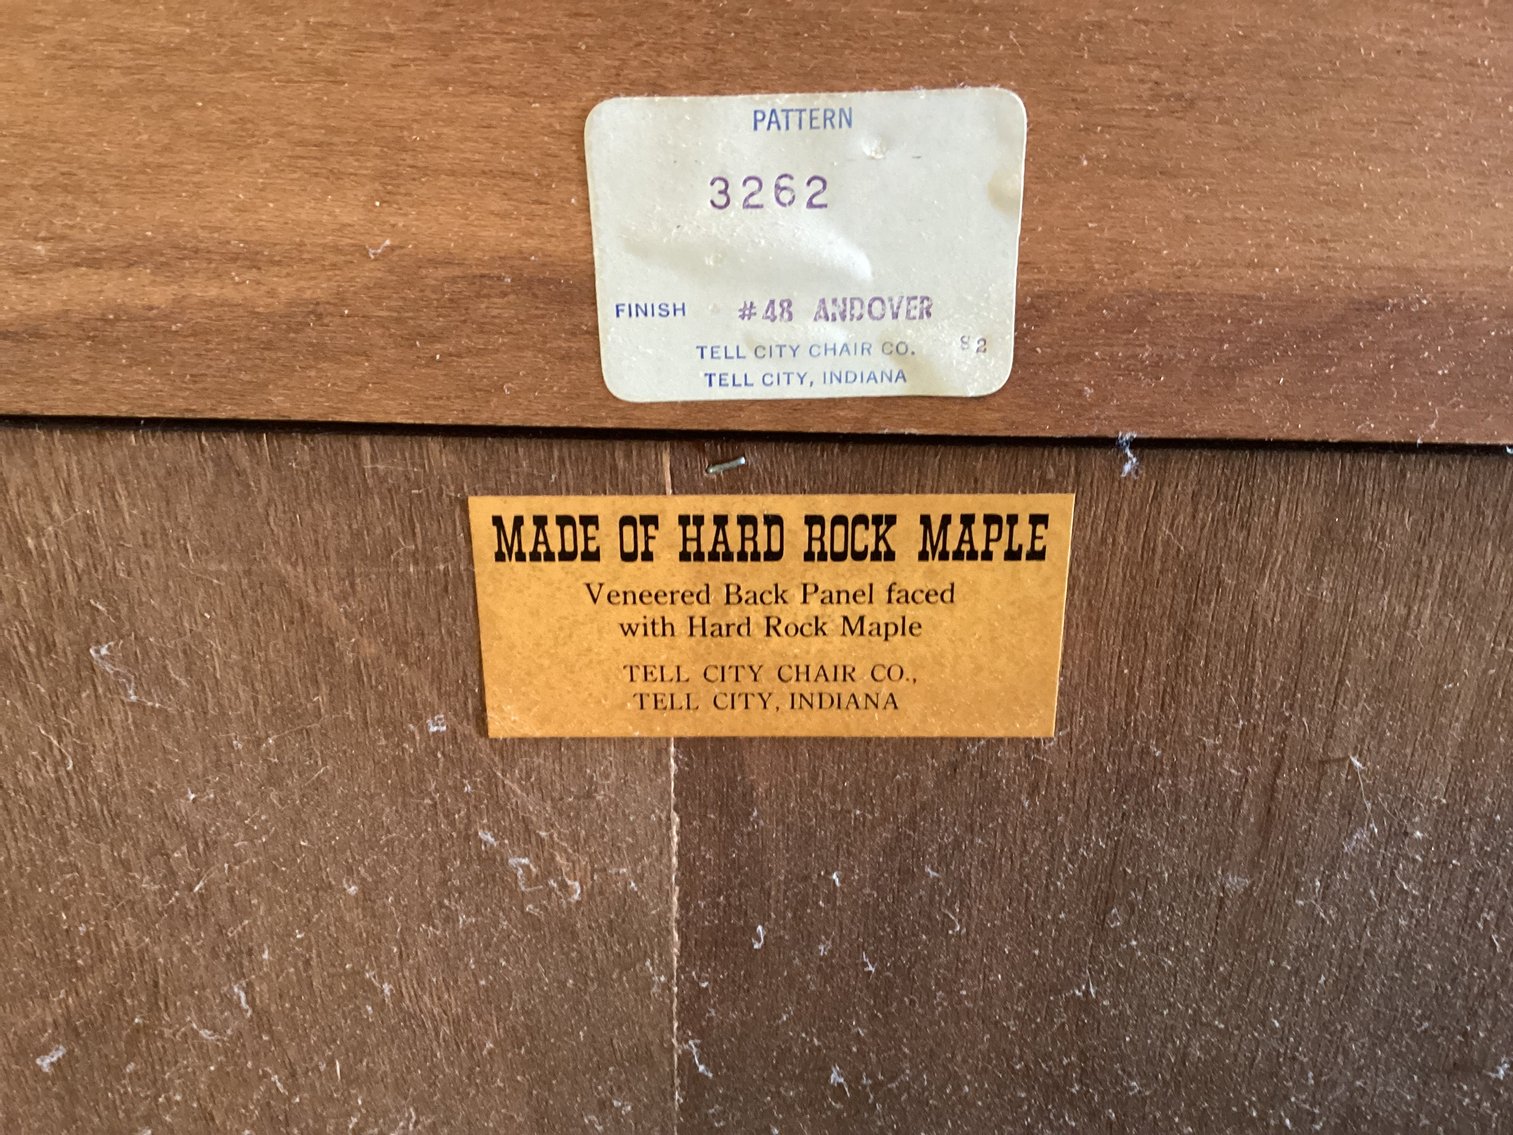 PATTERN
3262
FINISH #48 ANDOVER
TELL CITY CHAIR CO. S2
TELL CITY, INDIANA
MADE OF HARD ROCK MAPLE
Veneered Back Panel faced
with Hard Rock Maple
TELL CITY CHAIR CO.,
TELL CITY, INDIANA